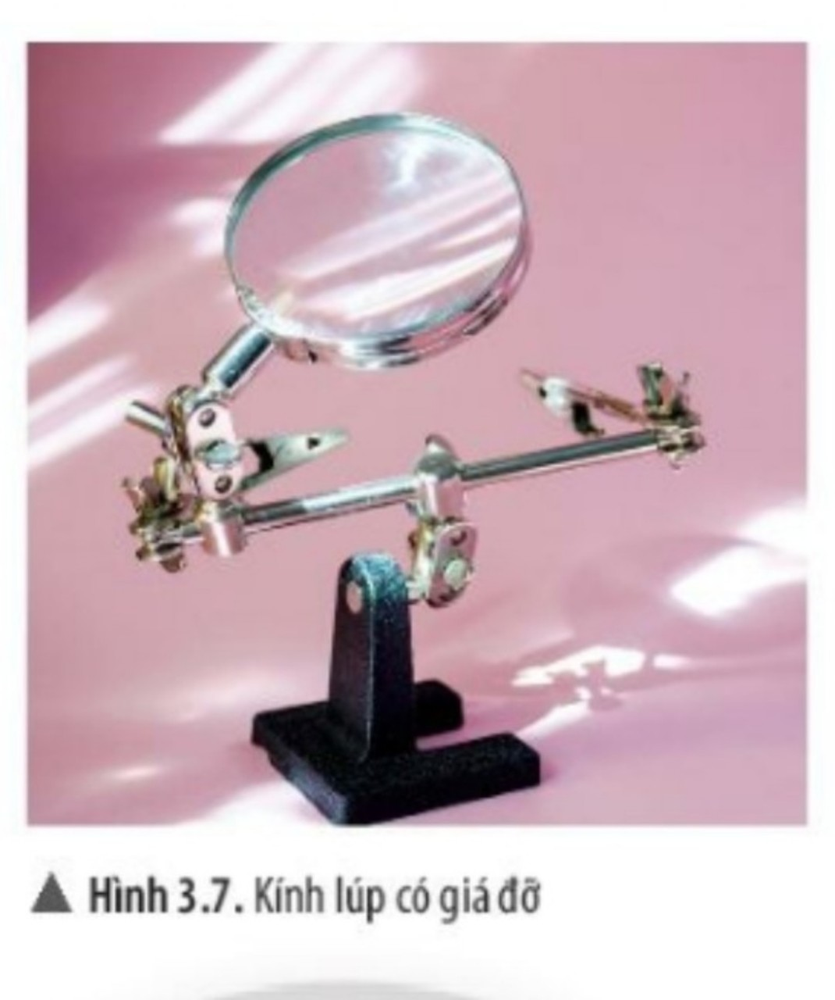 ▲ Hình 3.7. Kính lúp có giá đỡ